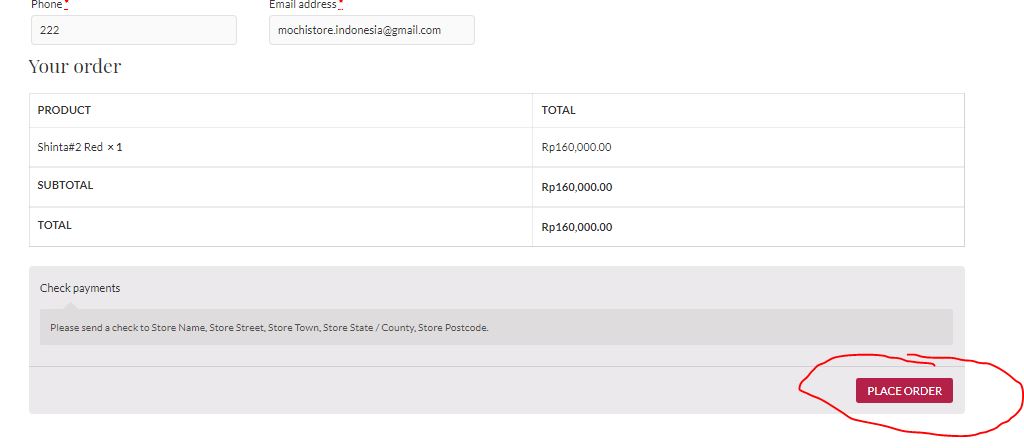 Phone * Email address *
222 mochistore.indonesia@gmail.com
Your order
PRODUCT TOTAL
Shinta#2 Red × 1 Rp160,000.00
SUBTOTAL Rp160,000.00
TOTAL Rp160,000.00
Check payments
Please send a check to Store Name, Store Street, Store Town, Store State / County, Store Postcode.
PLACE ORDER